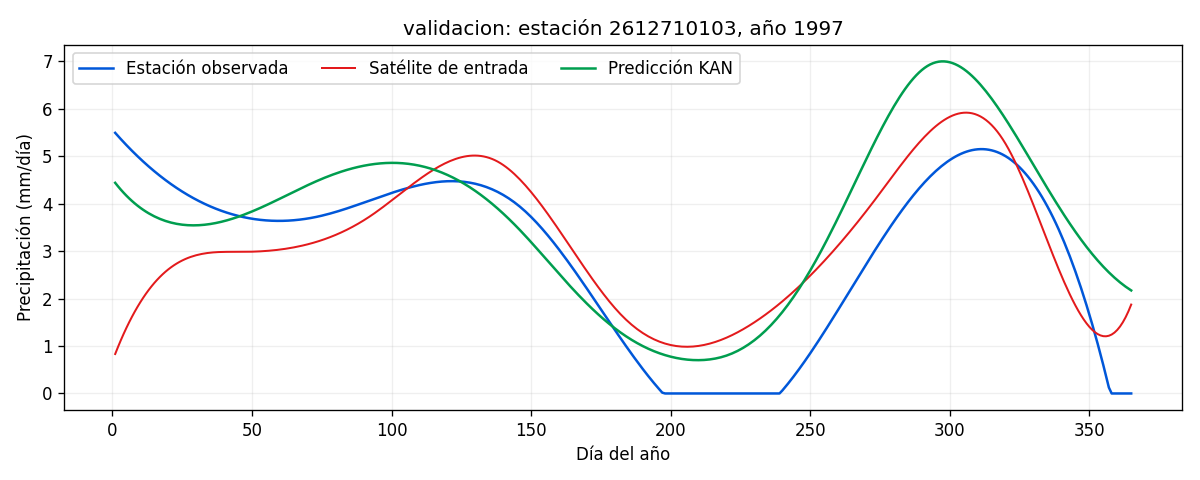 validacion: estación 2612710103, año 1997
Estación observada
Satélite de entrada
Predicción KAN
Precipitación (mm/día)
7
6
5
4
3
2
1
0
0
50
100
150
200
250
300
350
Día del año